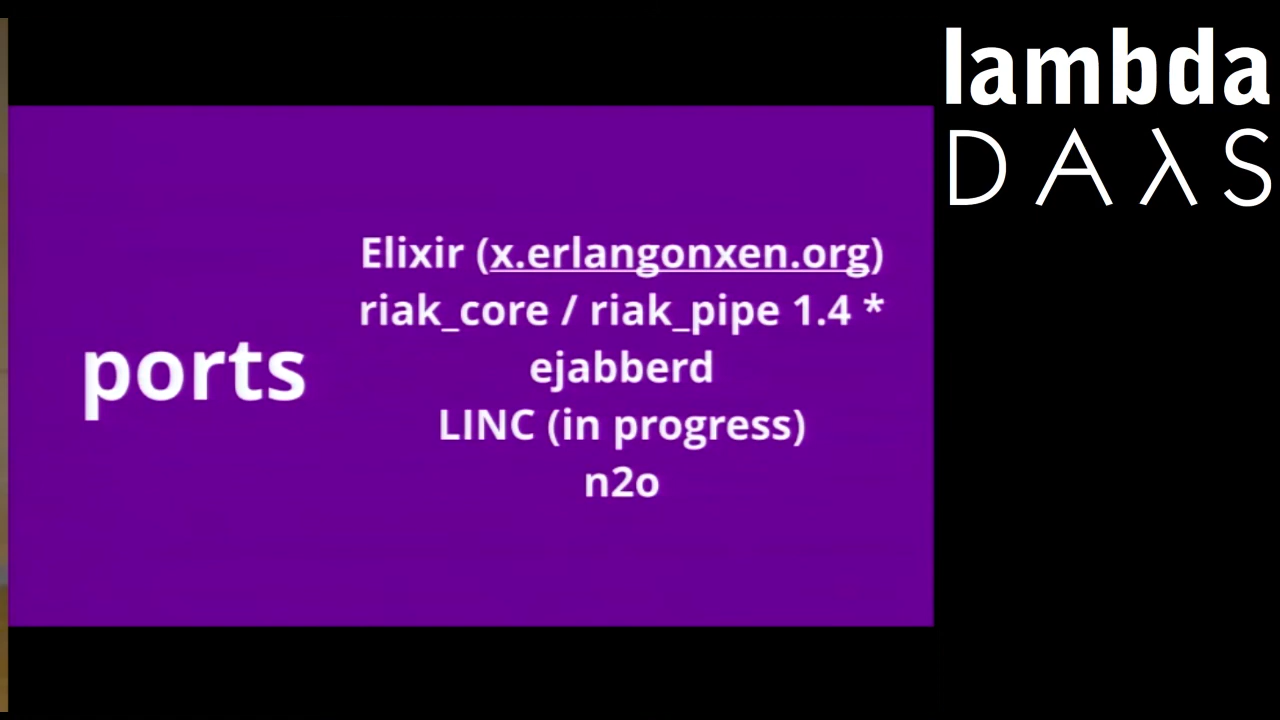 lambda
DAλS
ports
Elixir (x.erlangonxen.org)
riak_core / riak_pipe 1.4 *
ejabberd
LINC (in progress)
n2o